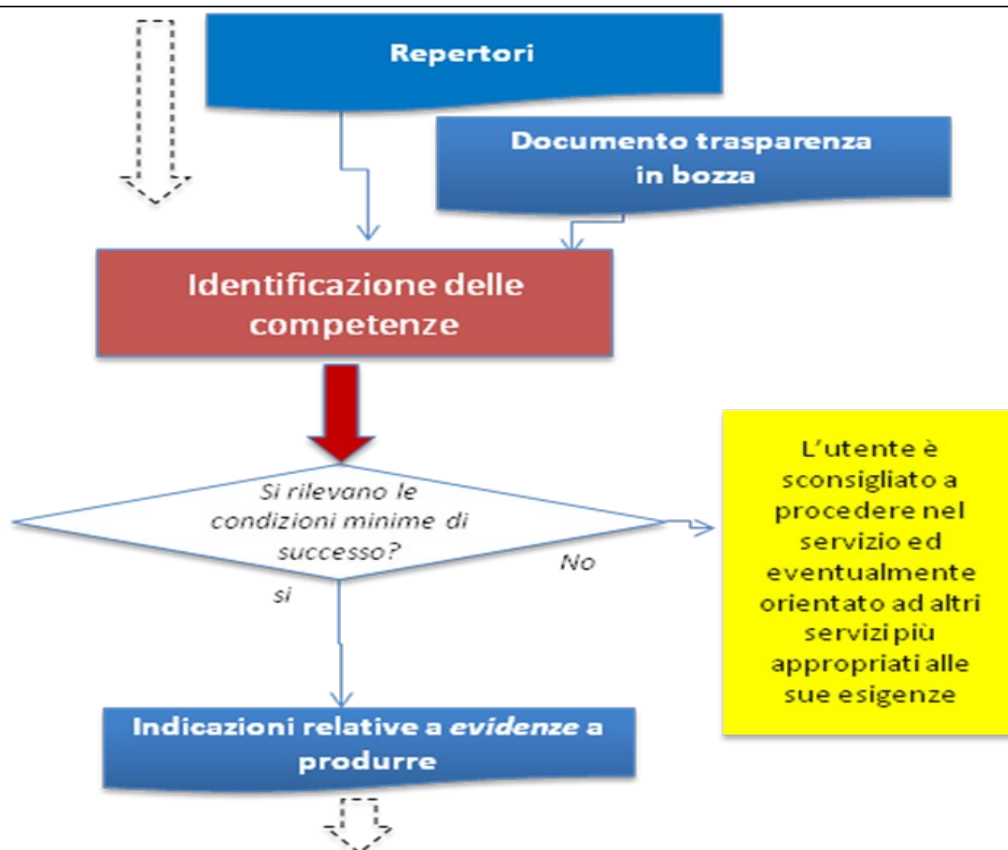 Repertori
Documento trasparenza
in bozza
Identificazione delle
competenze
Si rilevano le
condizioni minime di
successo?
No
si
L'utente è
sconsigliato a
procedere nel
servizio ed
eventualmente
orientato ad altri
servizi più
appropriati alle
sue esigenze
Indicazioni relative a evidenze a
produrre